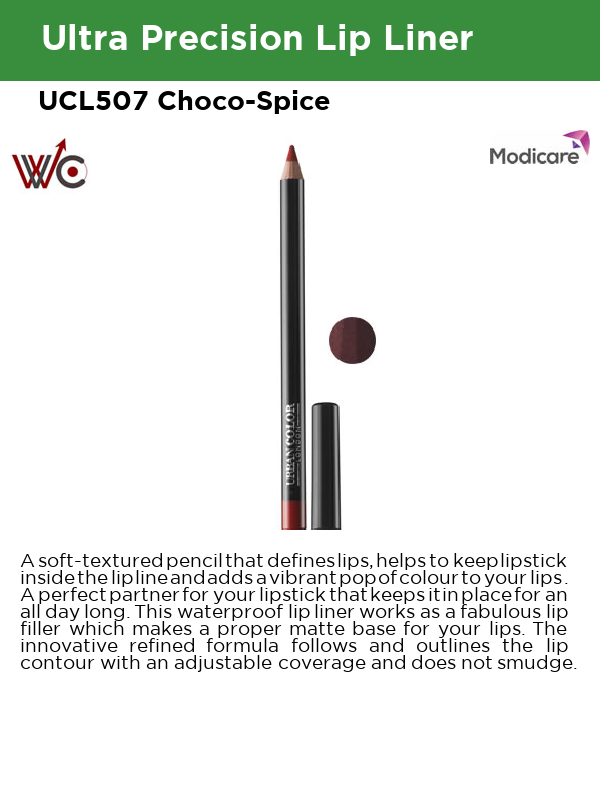 Ultra Precision Lip Liner
UCL507 Choco-Spice
WC
Modicare
URBAN COLOR
LONDON
A soft-textured pencil that defines lips, helps to keep lipstick
inside the lip line and adds a vibrant pop of colour to your lips.
A perfect partner for your lipstick that keeps it in place for an
all day long. This waterproof lip liner works as a fabulous lip
filler which makes a proper matte base for your lips. The
innovative refined formula follows and outlines the lip
contour with an adjustable coverage and does not smudge.